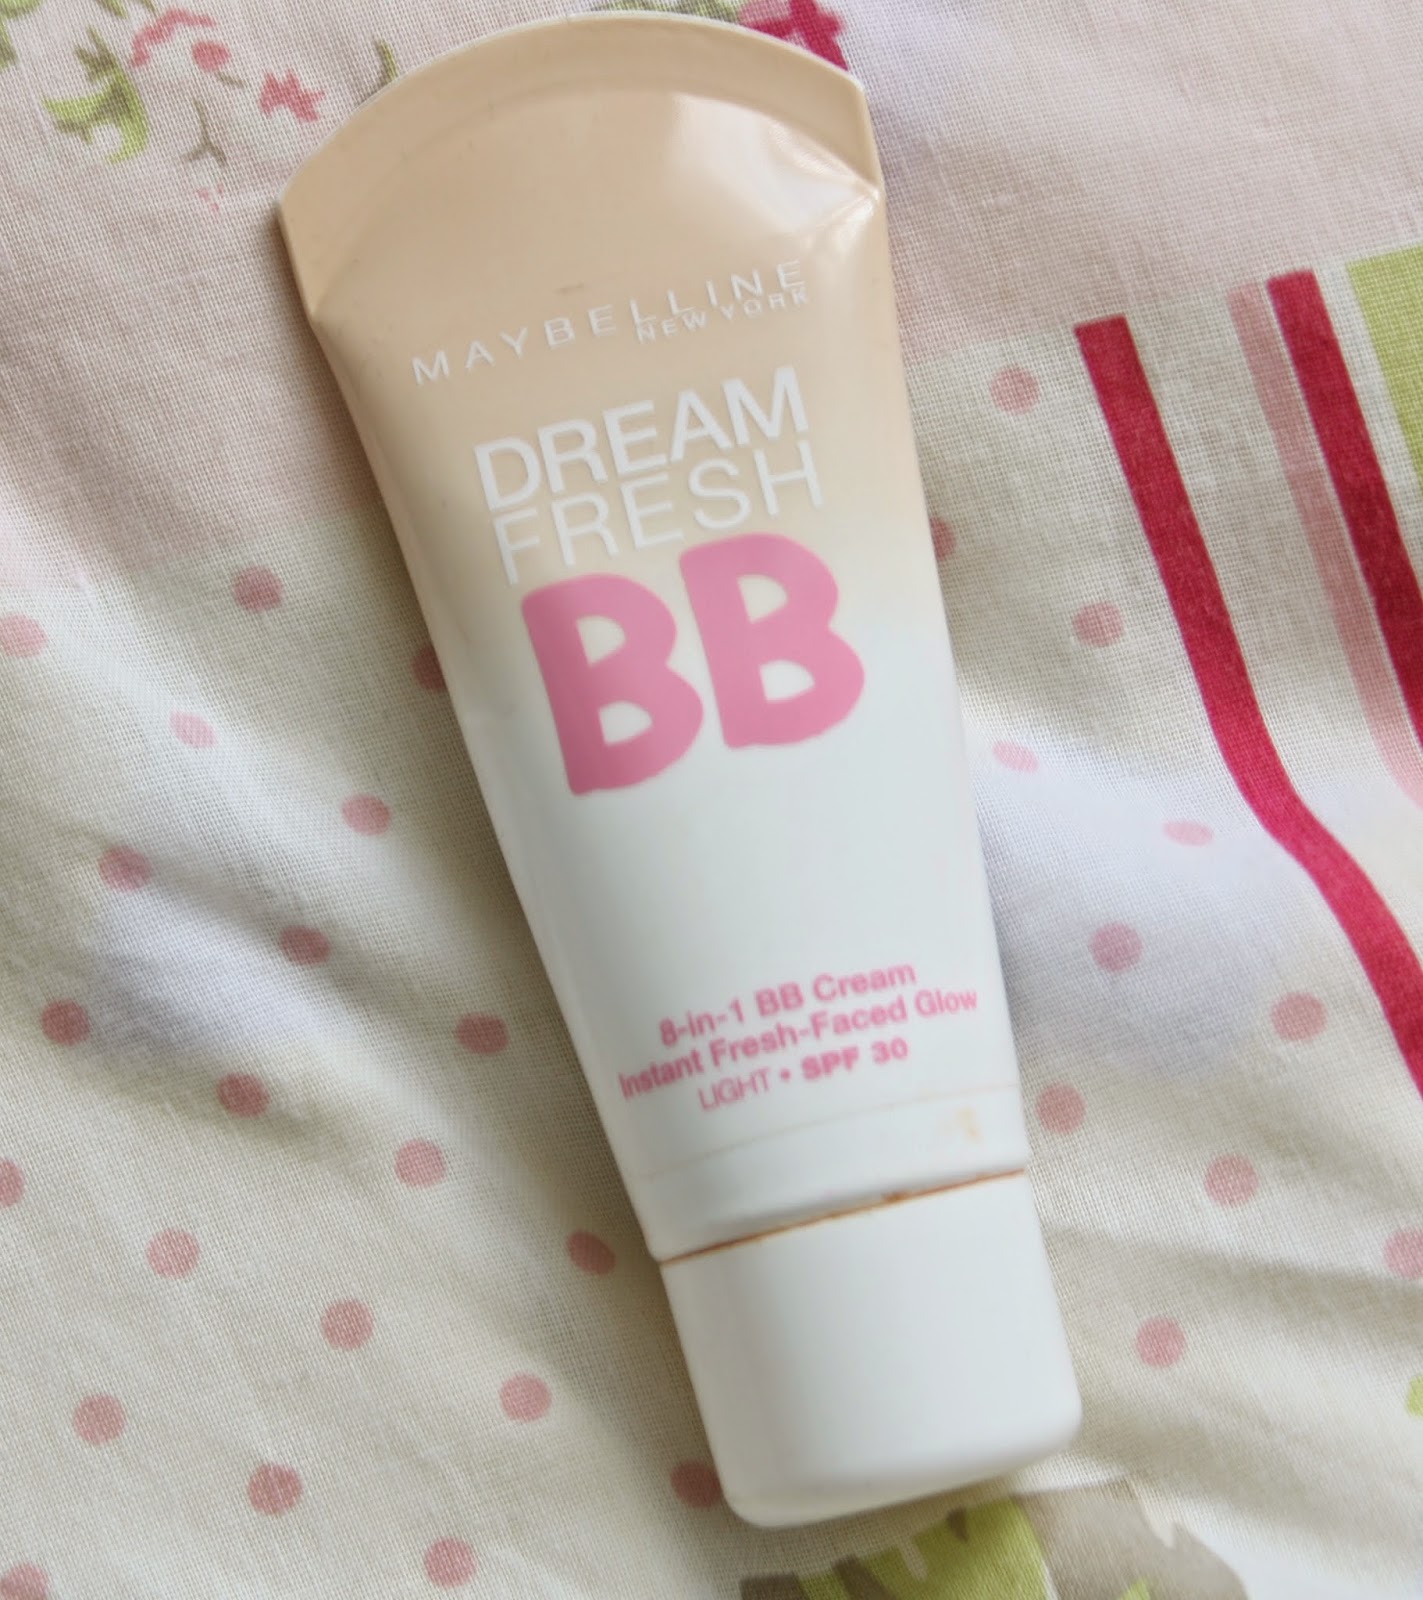 MAYBELLINE
NEW YORK
DREAM
FRESH
BB
8-in-1 BB Cream
Instant Fresh-Faced Glow
LIGHT • SPF 30